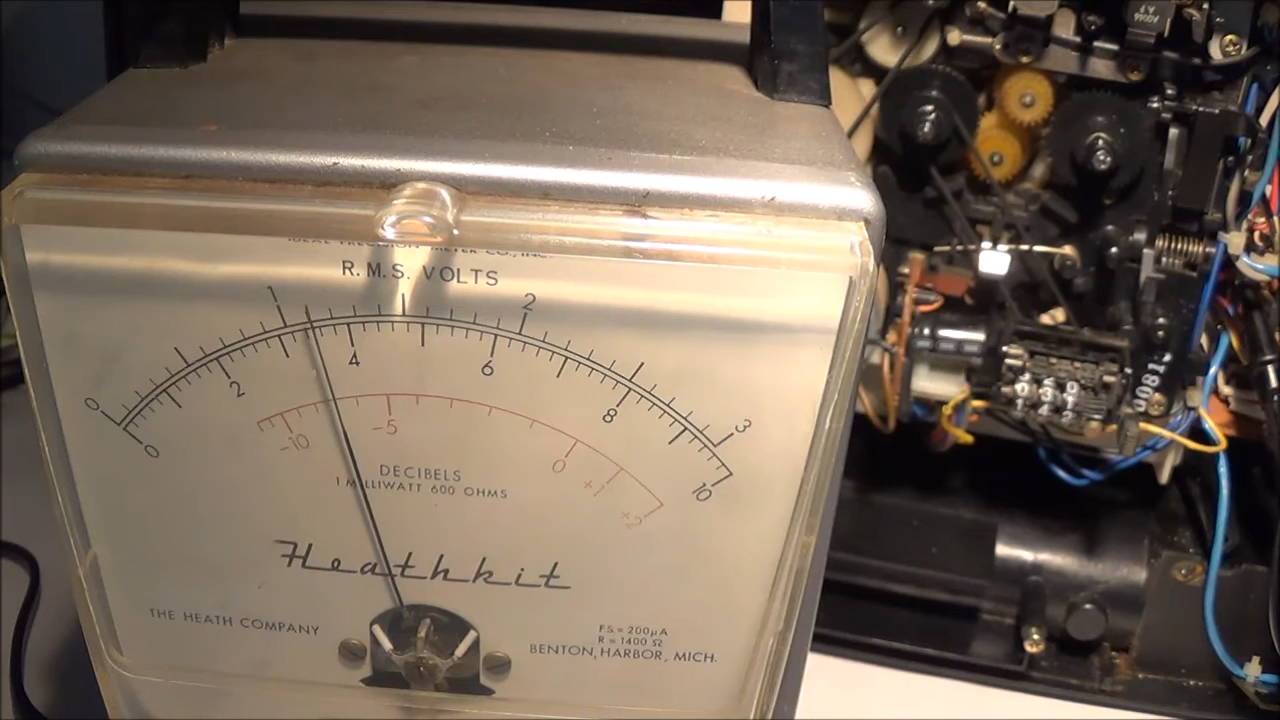 R.M.S. VOLTS
0 1 2 3
0 2 4 6 8 10
-10 -5 0 +1 +2
DECIBELS
1 MILLIWATT 600 OHMS
Heathkit
THE HEATH COMPANY
F.S.=200µA
R=1400 Ω
BENTON, HARBOR, MICH.